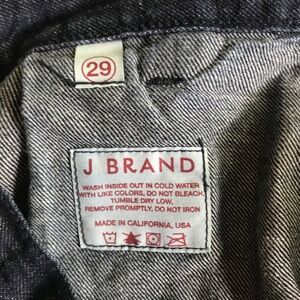 29
J BRAND
WASH INSIDE OUT IN COLD WATER
WITH LIKE COLORS, DO NOT BLEACH,
TUMBLE DRY LOW,
REMOVE PROMPTLY, DO NOT IRON
MADE IN CALIFORNIA, USA